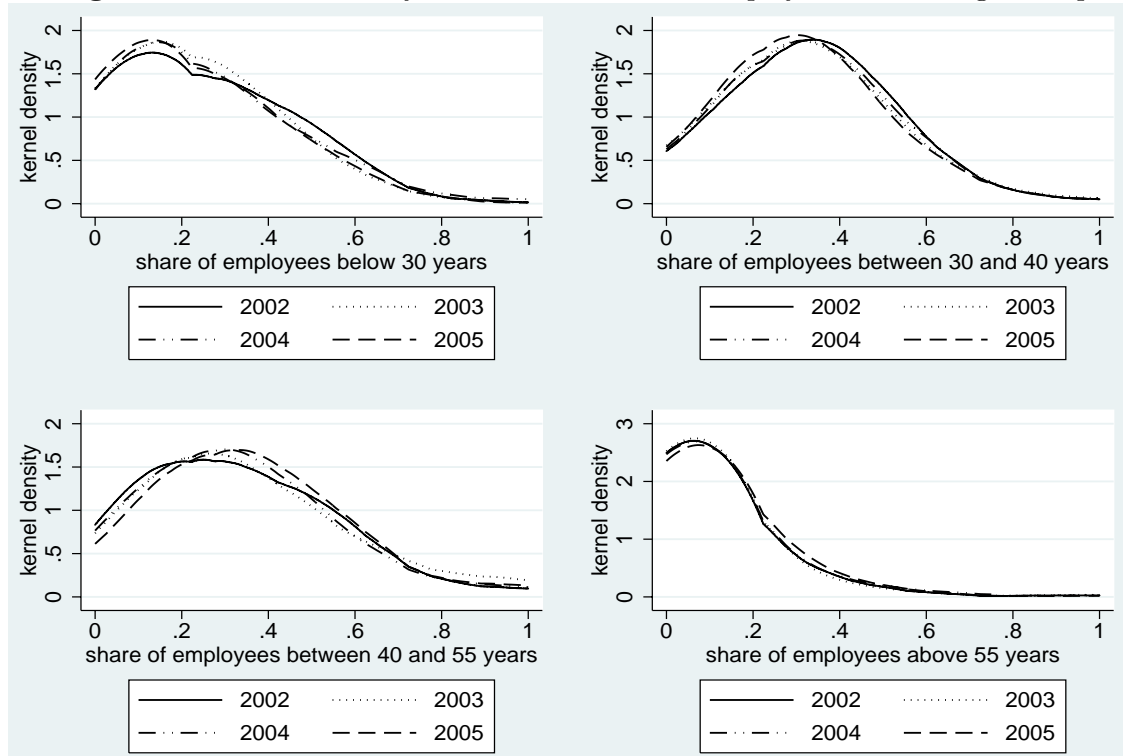 kernel density
0 .5 1 1.5 2
0 .2 .4 .6 .8 1
share of employees below 30 years
2002 2003
2004 2005
kernel density
0 .5 1 1.5 2
0 .2 .4 .6 .8 1
share of employees between 30 and 40 years
2002 2003
2004 2005
kernel density
0 .5 1 1.5 2
0 .2 .4 .6 .8 1
share of employees between 40 and 55 years
2002 2003
2004 2005
kernel density
0 1 2 3
0 .2 .4 .6 .8 1
share of employees above 55 years
2002 2003
2004 2005